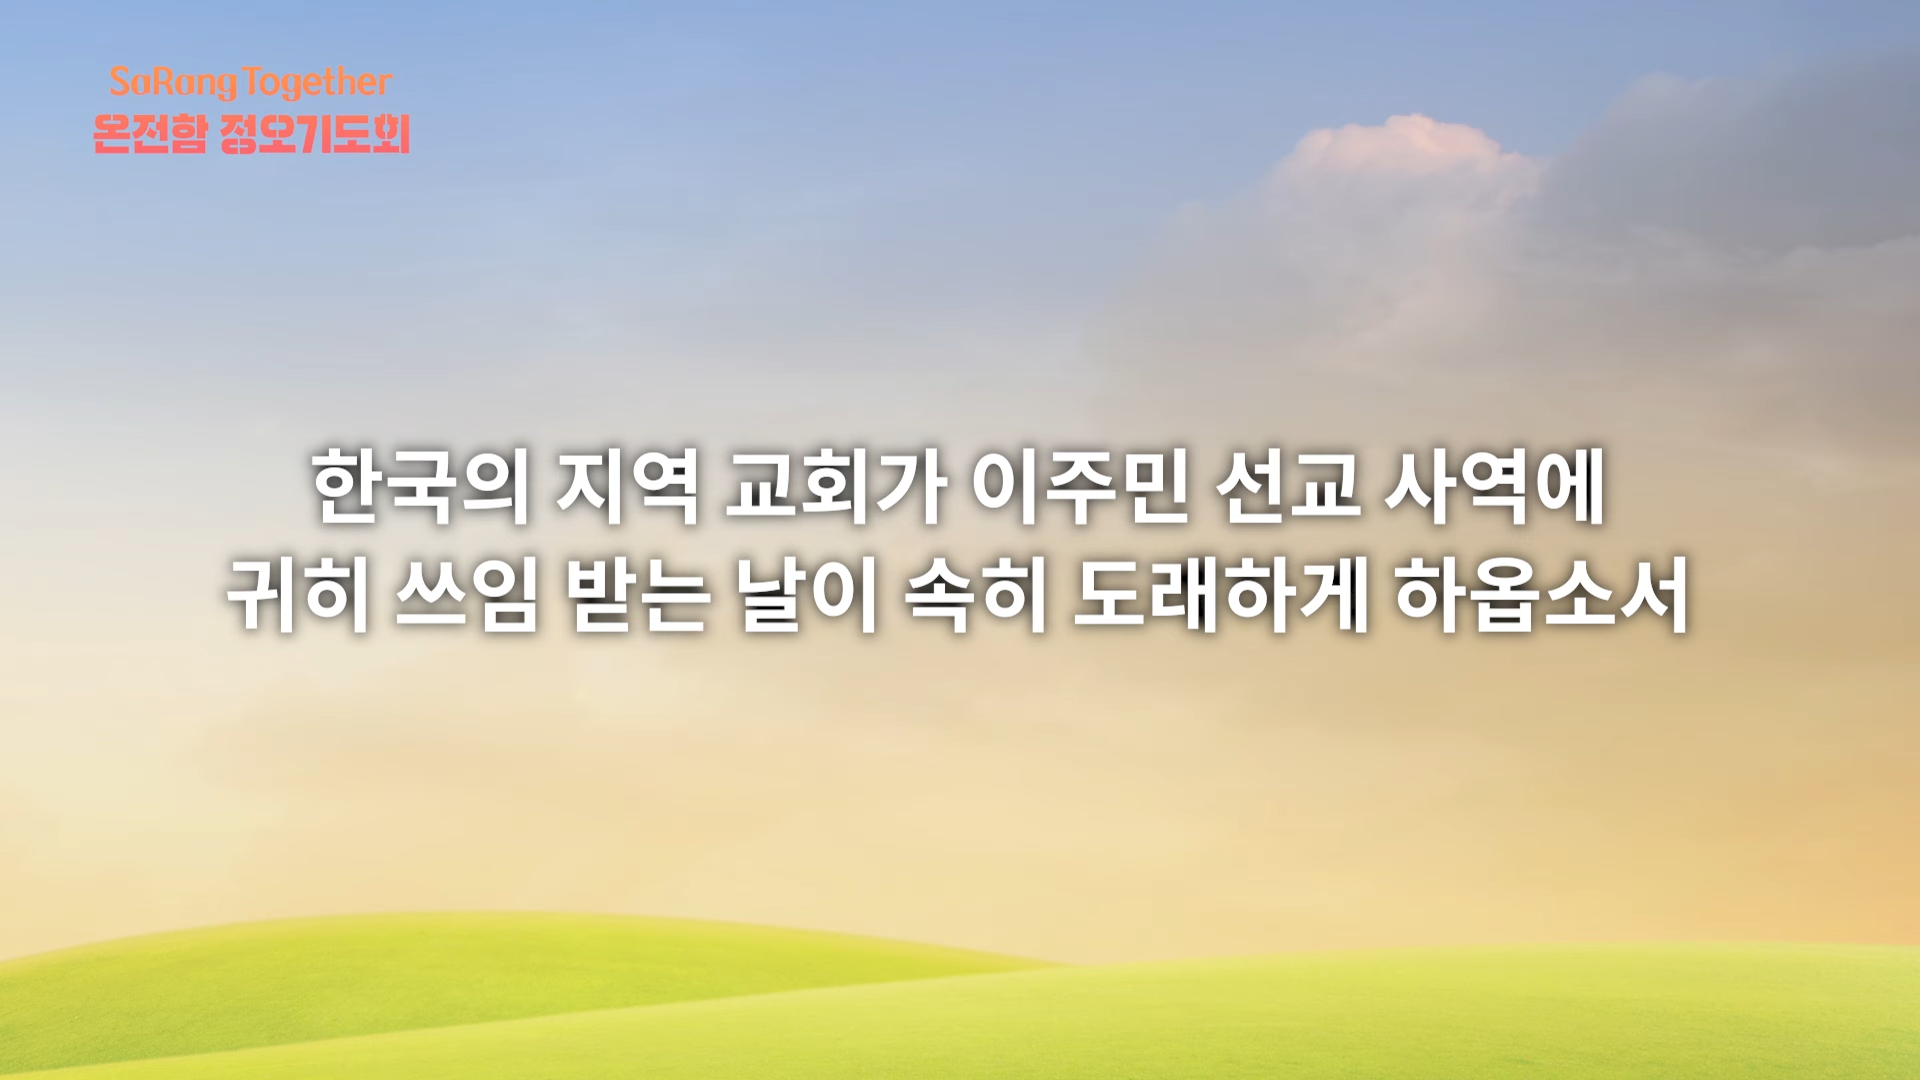 SaRang Together
온전함 정오기도회
한국의 지역 교회가 이주민 선교 사역에
귀히 쓰임 받는 날이 속히 도래하게 하옵소서